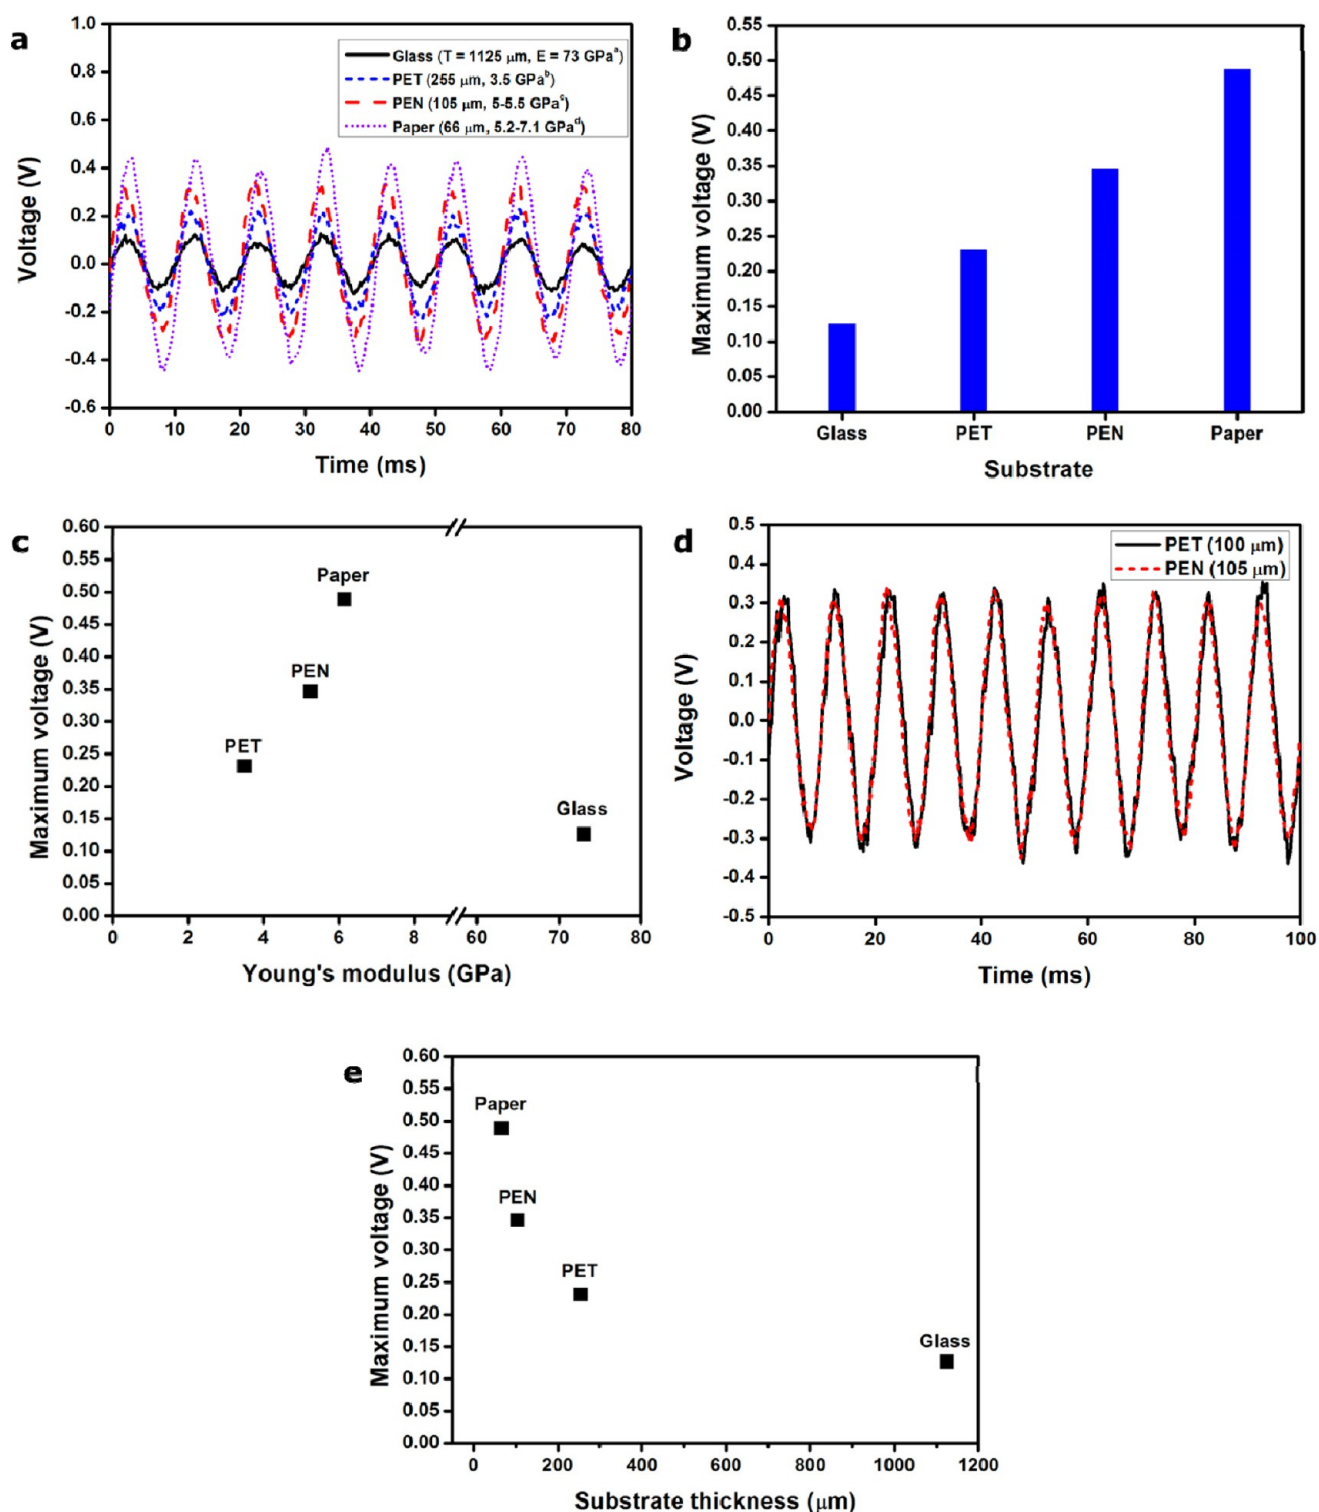 a
1.0
0.8
0.6
0.4
0.2
0.0
-0.2
-0.4
-0.6
Voltage (V)
Glass (T = 1125 μm, E = 73 GPaᵃ)
PET (255 μm, 3.5 GPaᵇ)
PEN (105 μm, 5-5.5 GPaᶜ)
Paper (66 μm, 5.2-7.1 GPaᵈ)
0 10 20 30 40 50 60 70 80
Time (ms)
b
0.55
0.50
0.45
0.40
0.35
0.30
0.25
0.20
0.15
0.10
0.05
0.00
Maximum voltage (V)
Glass PET PEN Paper
Substrate
c
0.60
0.55
0.50
0.45
0.40
0.35
0.30
0.25
0.20
0.15
0.10
0.05
0.00
Maximum voltage (V)
Paper
PEN
PET
Glass
0 2 4 6 8 60 70 80
Young's modulus (GPa)
d
0.5
0.4
0.3
0.2
0.1
0.0
-0.1
-0.2
-0.3
-0.4
-0.5
Voltage (V)
PET (100 μm)
PEN (105 μm)
0 20 40 60 80 100
Time (ms)
e
0.60
0.55
0.50
0.45
0.40
0.35
0.30
0.25
0.20
0.15
0.10
0.05
0.00
Maximum voltage (V)
Paper
PEN
PET
Glass
0 200 400 600 800 1000 1200
Substrate thickness (μm)